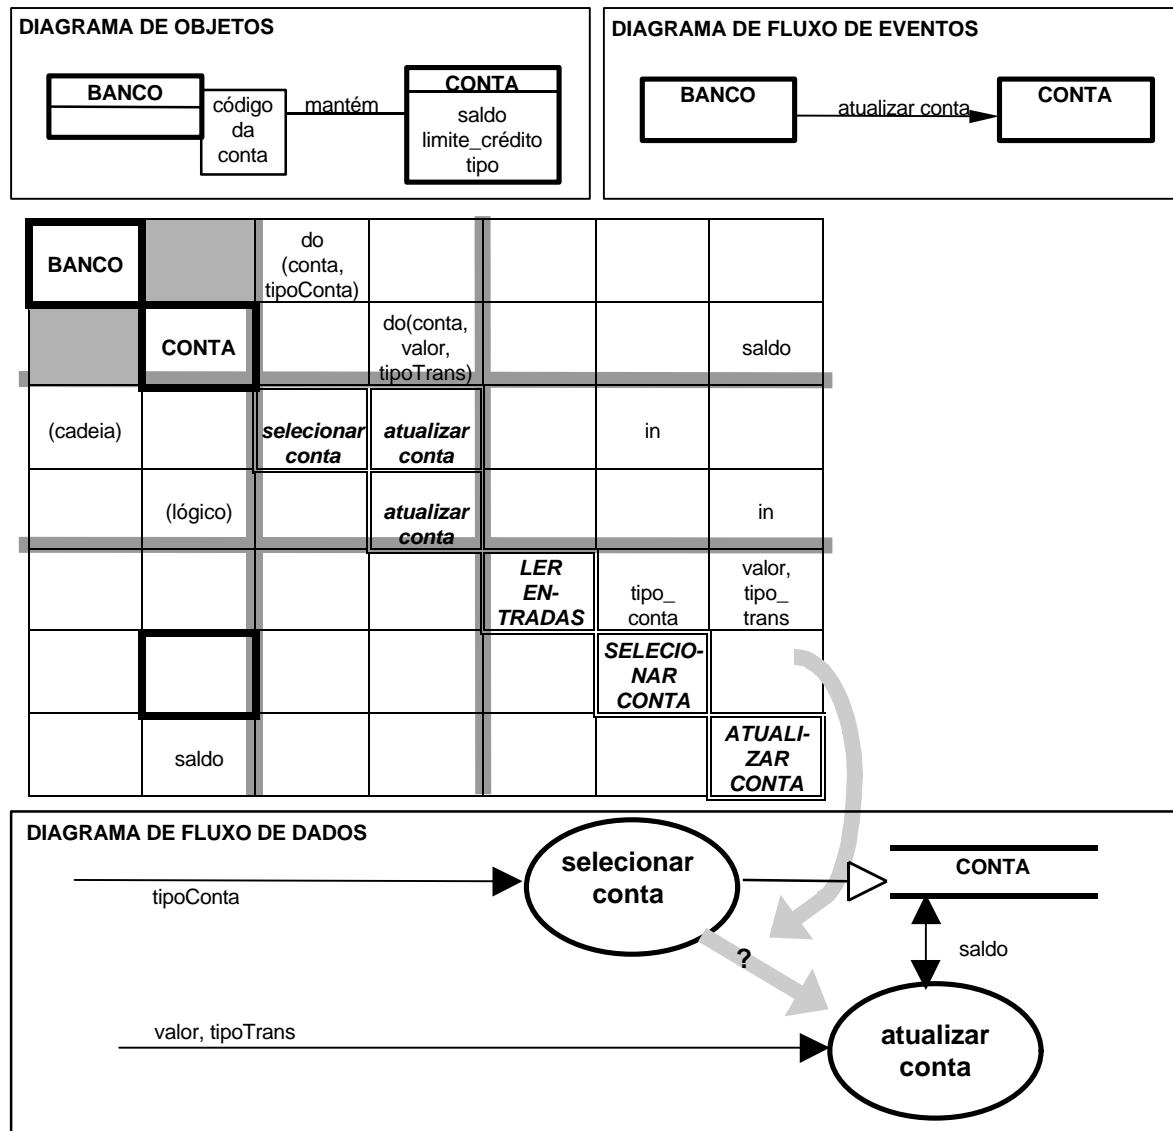 DIAGRAMA DE OBJETOS
BANCO
código
da
conta
mantém
CONTA
saldo
limite_crédito
tipo
DIAGRAMA DE FLUXO DE EVENTOS
BANCO
atualizar conta
CONTA
BANCO
do
(conta,
tipoConta)
CONTA
do(conta,
valor,
tipoTrans)
saldo
(cadeia)
selecionar
conta
atualizar
conta
in
(lógico)
atualizar
conta
in
LER
EN-
TRADAS
tipo_
conta
valor,
tipo_
trans
SELECIO-
NAR
CONTA
saldo
ATUALI-
ZAR
CONTA
DIAGRAMA DE FLUXO DE DADOS
tipoConta
selecionar
conta
CONTA
?
saldo
valor, tipoTrans
atualizar
conta